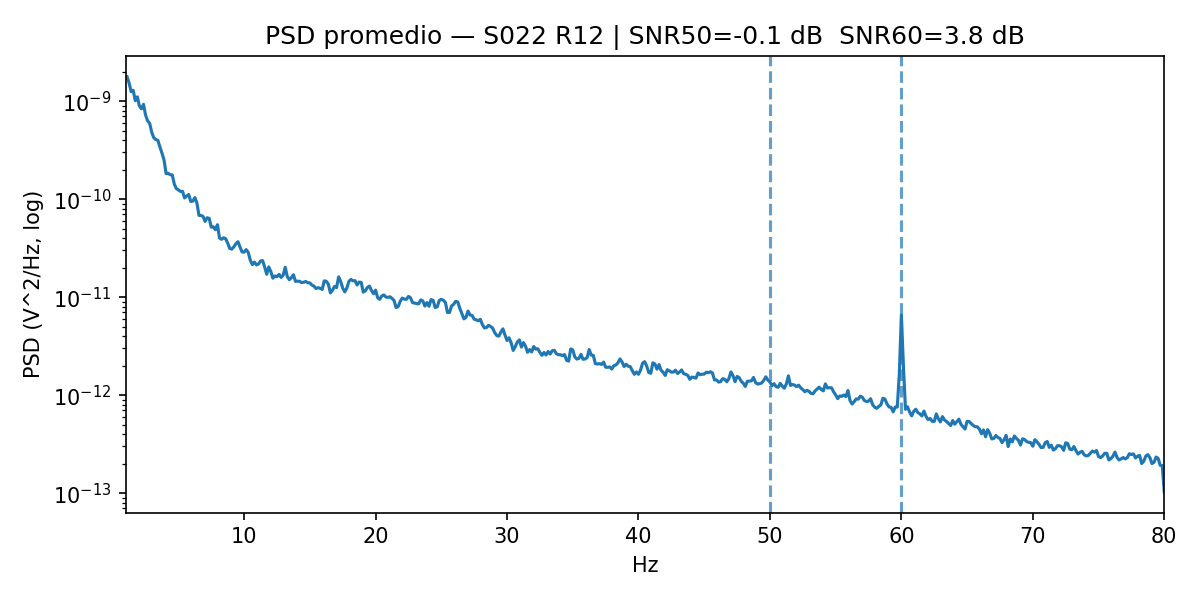 PSD promedio — S022 R12 | SNR50=-0.1 dB  SNR60=3.8 dB
PSD (V^2/Hz, log)
10⁻⁹
10⁻¹⁰
10⁻¹¹
10⁻¹²
10⁻¹³
10 20 30 40 50 60 70 80
Hz